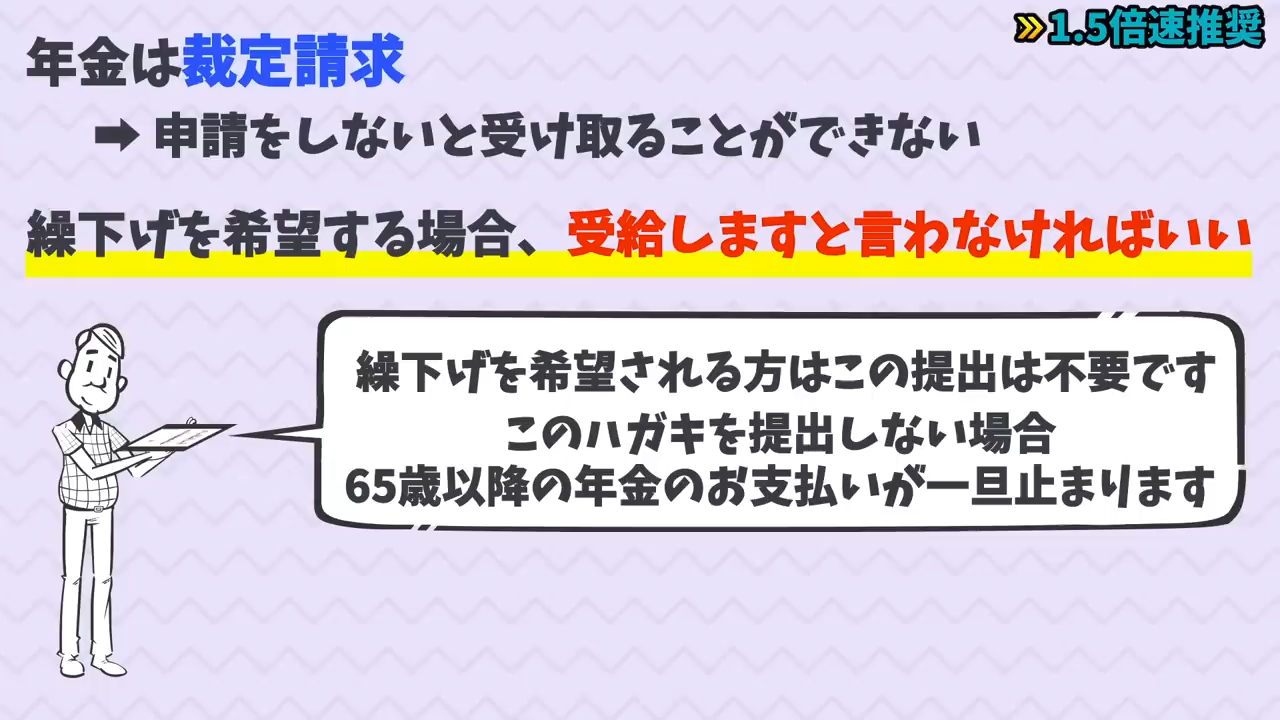 1.5倍速推奨
年金は裁定請求
➡ 申請をしないと受け取ることができない
繰下げを希望する場合、受給しますと言わなければいい
繰下げを希望される方はこの提出は不要です
このハガキを提出しない場合
65歳以降の年金のお支払いが一旦止まります